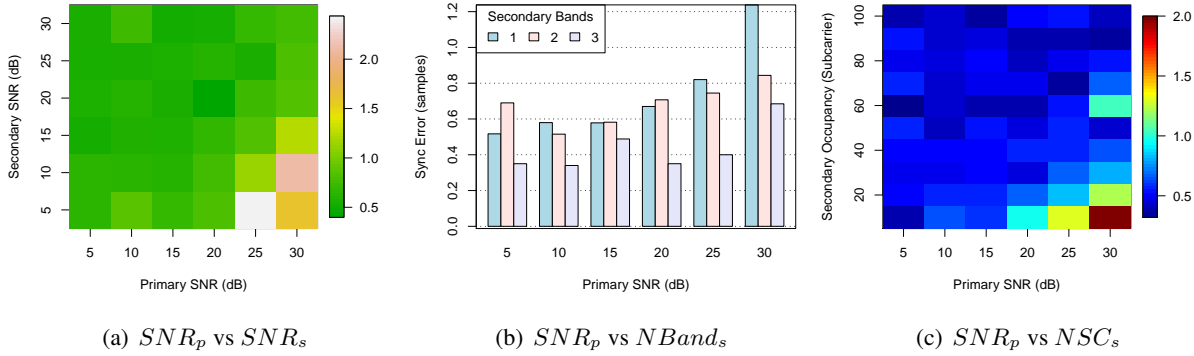 Secondary SNR (dB)
30
25
20
15
10
5
5 10 15 20 25 30
Primary SNR (dB)
2.0
1.5
1.0
0.5
(a) SNRp vs SNRs
Sync Error (samples)
1.2
1.0
0.8
0.6
0.4
0.2
0.0
Secondary Bands
1 2 3
5 10 15 20 25 30
Primary SNR (dB)
(b) SNRp vs NBands
Secondary Occupancy (Subcarrier)
100
80
60
40
20
5 10 15 20 25 30
Primary SNR (dB)
2.0
1.5
1.0
0.5
(c) SNRp vs NSCs